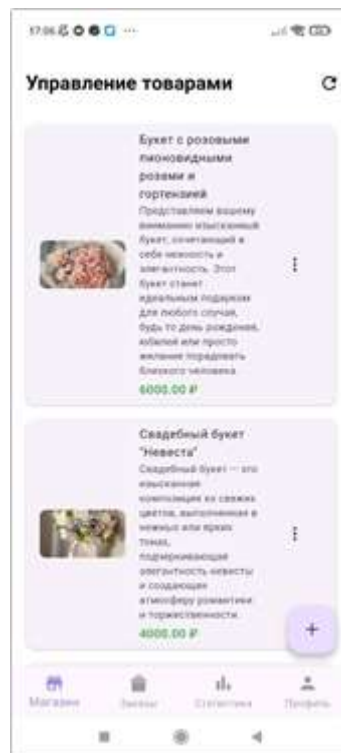 17:06
Управление товарами
Букет с розовыми
пионовидными
розами и
гортензией
Представляем вашему
вниманию изысканный
букет, сочетающий в
себе нежность и
элегантность. Этот
букет станет
идеальным подарком
для любого случая,
будь то день рождения,
юбилей или просто
желание порадовать
близкого человека.
6000.00 ₽
Свадебный букет
"Невеста"
Свадебный букет — это
изысканная
композиция из свежих
цветов, выполненная в
нежных или ярких
тонах,
подчеркивающая
элегантность невесты
и создающая
атмосферу романтики
и торжественности.
4000.00 ₽
+
Магазин
Заказы
Статистика
Профиль